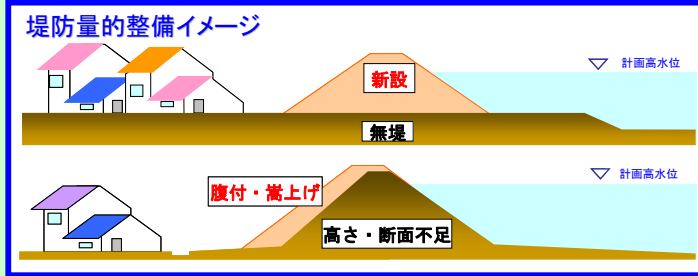 堤防量的整備イメージ
計画高水位
新設
無堤
計画高水位
腹付・嵩上げ
高さ・断面不足